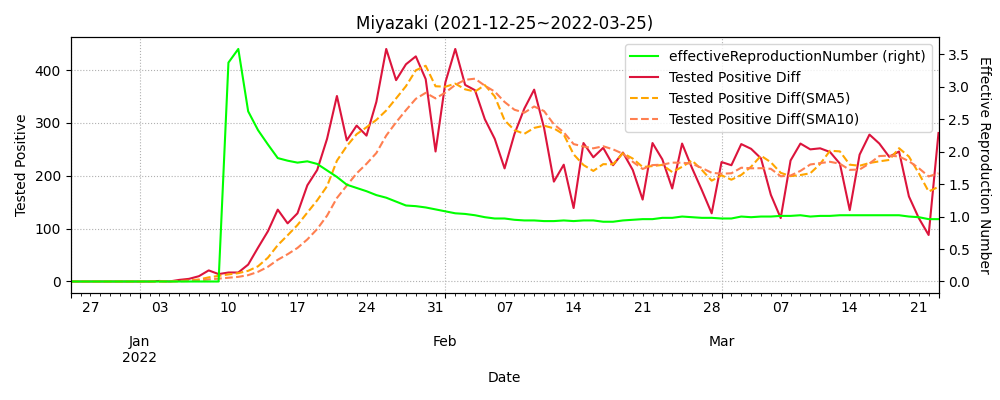 Miyazaki (2021-12-25~2022-03-25)
effectiveReproductionNumber (right)
Tested Positive Diff
Tested Positive Diff(SMA5)
Tested Positive Diff(SMA10)
Tested Positive
400
300
200
100
0
3.5
3.0
2.5
2.0
1.5
1.0
0.5
0.0
Effective Reproduction Number
27 03 10 17 24 31 07 14 21 28 07 14 21
Jan Feb Mar
2022
Date